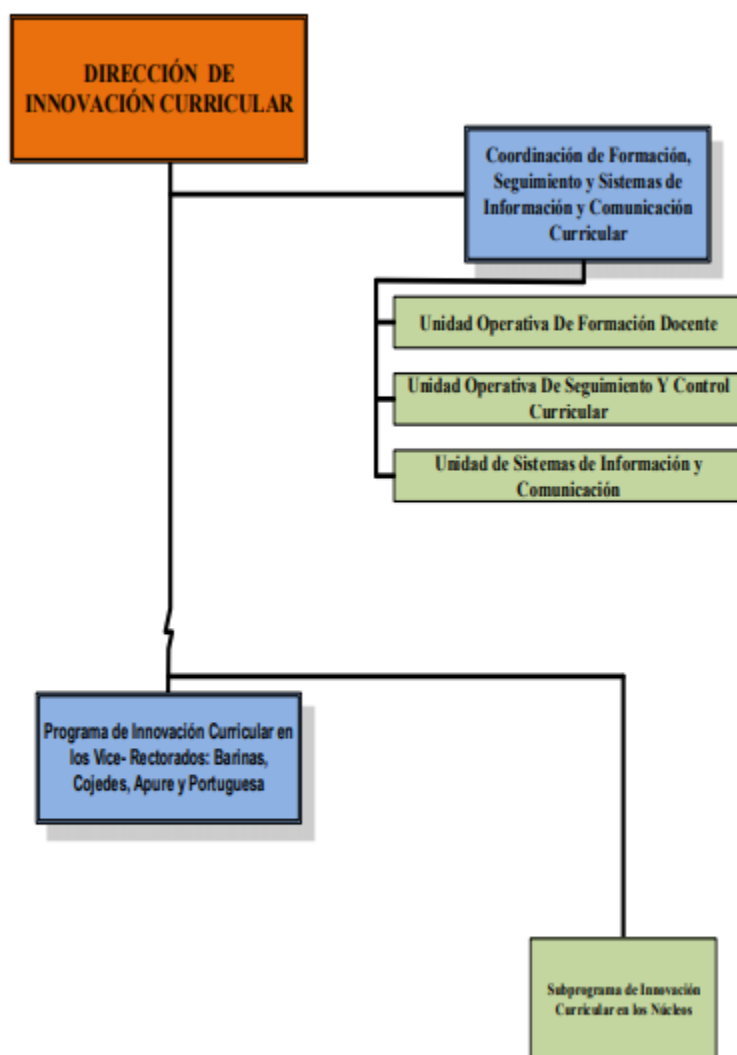 DIRECCIÓN DE
INNOVACIÓN CURRICULAR
Coordinación de Formación,
Seguimiento y Sistemas de
Información y Comunicación
Curricular
Unidad Operativa De Formación Docente
Unidad Operativa De Seguimiento Y Control
Curricular
Unidad de Sistemas de Información y
Comunicación
Programa de Innovación Curricular en
los Vice- Rectorados: Barinas,
Cojedes, Apure y Portuguesa
Subprograma de Innovación
Curricular en los Núcleos